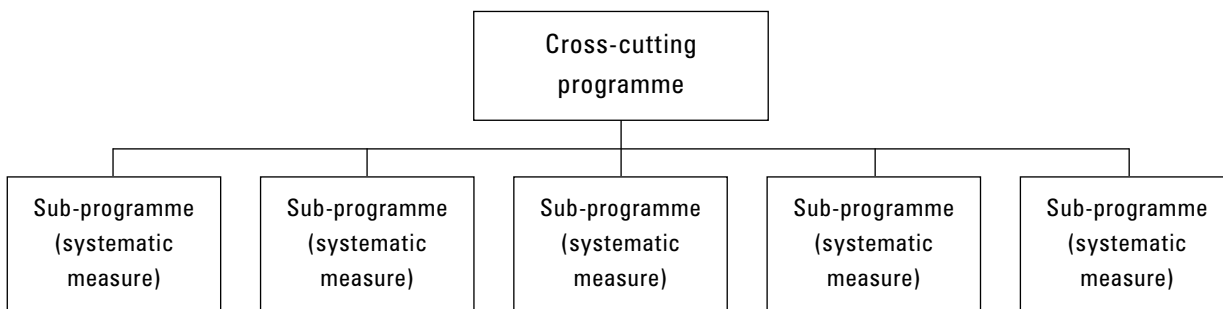 Cross-cutting
programme
Sub-programme
(systematic
measure)
Sub-programme
(systematic
measure)
Sub-programme
(systematic
measure)
Sub-programme
(systematic
measure)
Sub-programme
(systematic
measure)